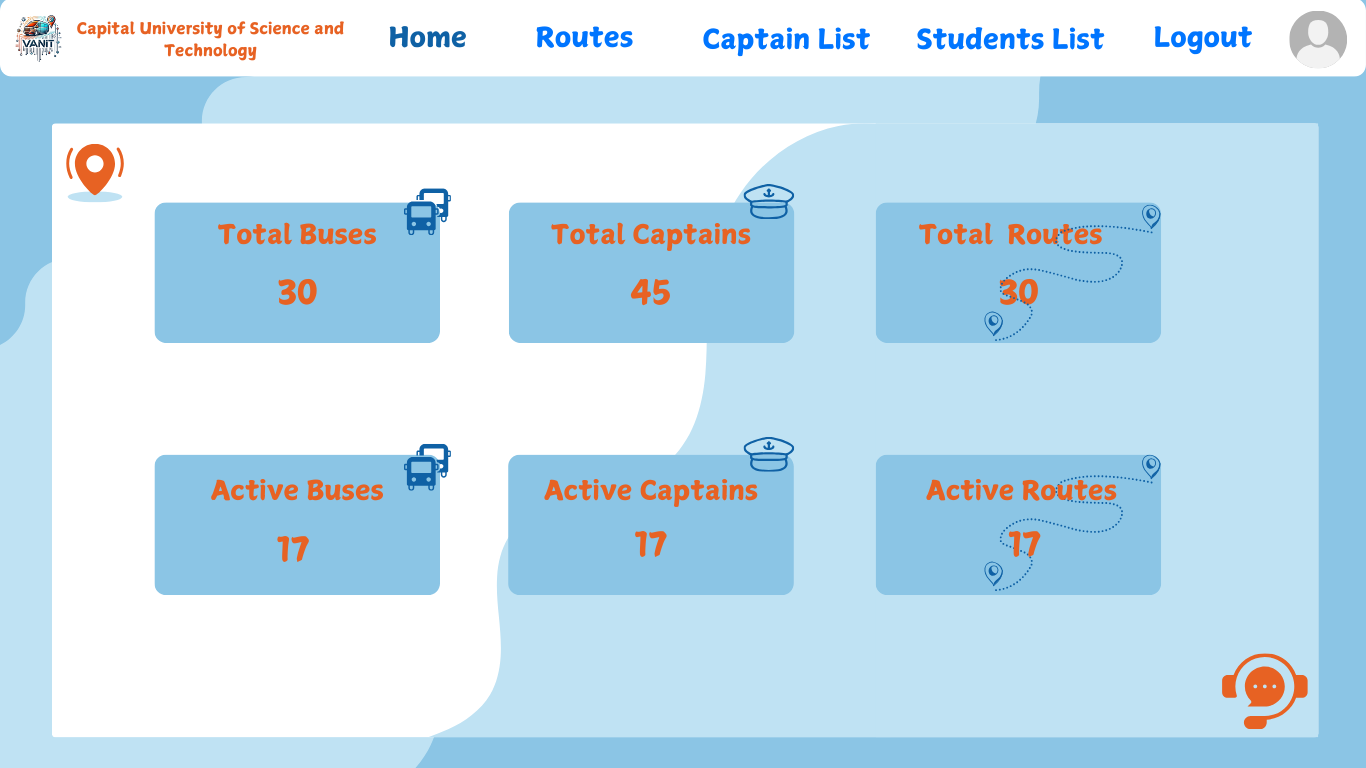 VANIT
Capital University of Science and
Technology
Home
Routes
Captain List
Students List
Logout
Total Buses
30
Total Captains
45
Total Routes
30
Active Buses
17
Active Captains
17
Active Routes
17